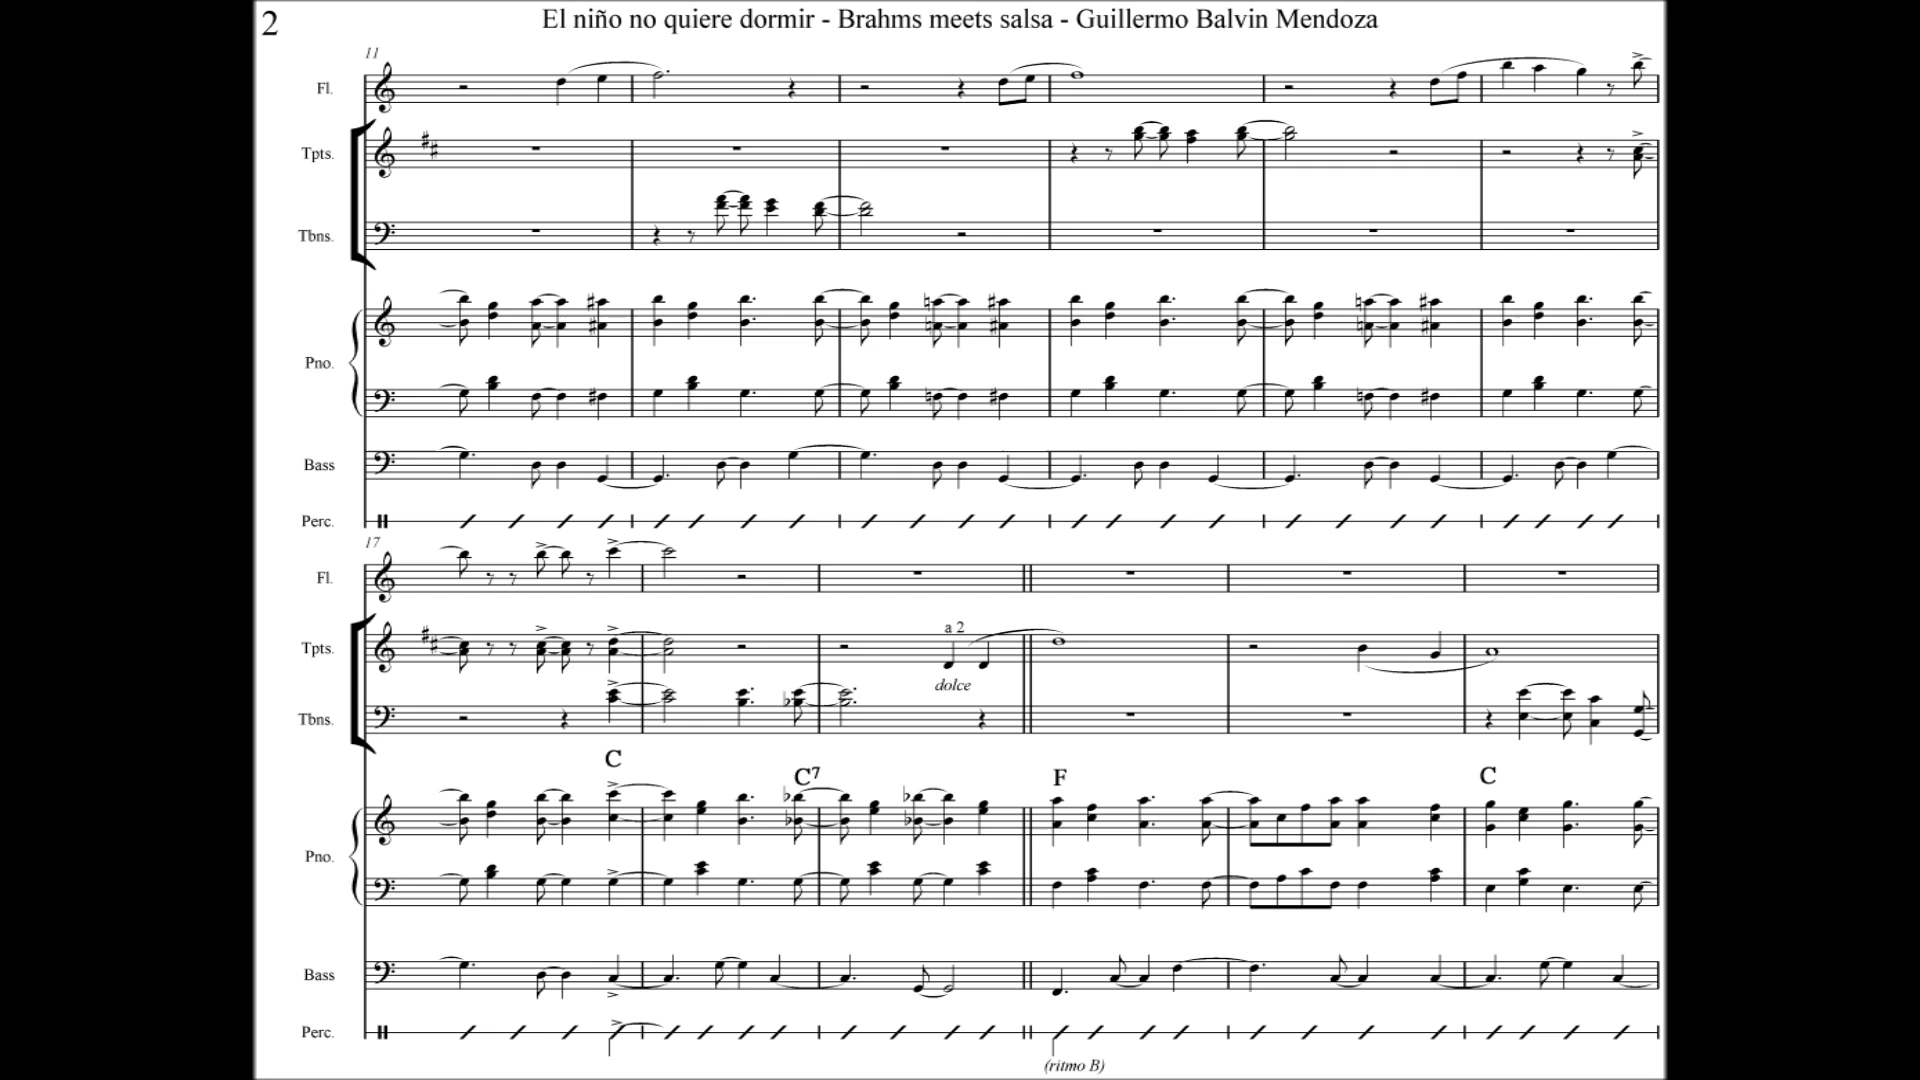 2
El niño no quiere dormir - Brahms meets salsa - Guillermo Balvin Mendoza
11
Fl.
Tpts.
Tbns.
Pno.
Bass
Perc.
17
Fl.
a 2
Tpts.
dolce
Tbns.
C
C7
F
C
Pno.
Bass
Perc.
(ritmo B)